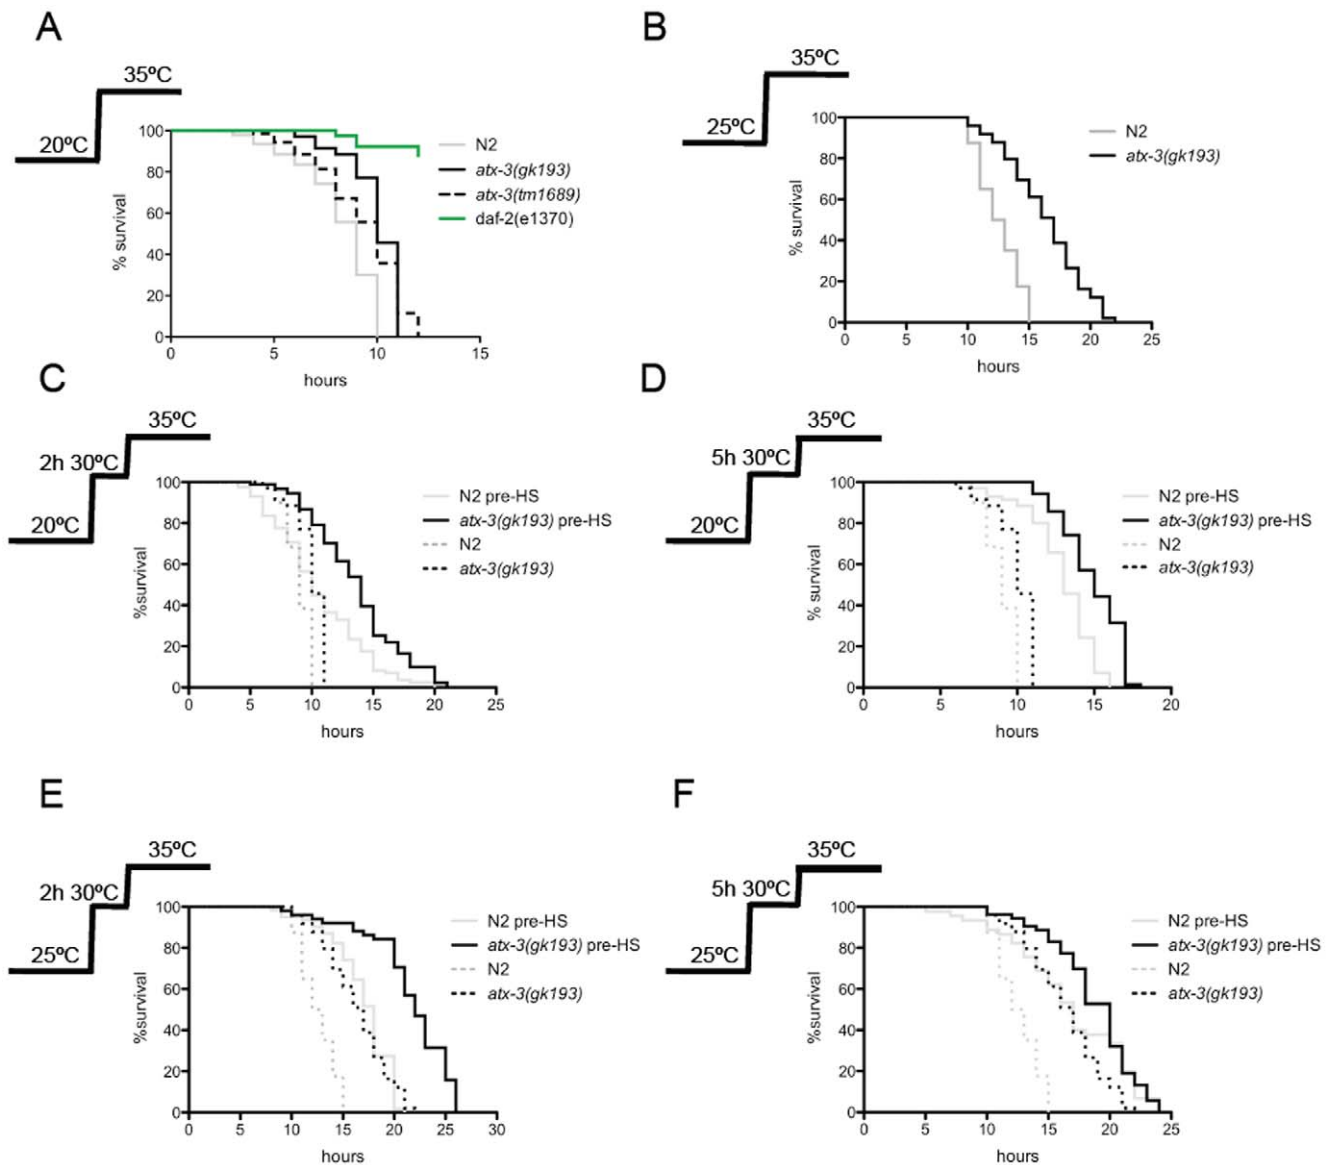 A
35ºC
20ºC
% survival
100
80
60
40
20
0
0 5 10 15
hours
N2
atx-3(gk193)
atx-3(tm1689)
daf-2(e1370)
B
35ºC
25ºC
% survival
100
80
60
40
20
0
0 5 10 15 20 25
hours
N2
atx-3(gk193)
C
35ºC
2h 30ºC
20ºC
%survival
100
80
60
40
20
0
0 5 10 15 20 25
hours
N2 pre-HS
atx-3(gk193) pre-HS
N2
atx-3(gk193)
D
35ºC
5h 30ºC
20ºC
% survival
100
80
60
40
20
0
0 5 10 15 20
hours
N2 pre-HS
atx-3(gk193) pre-HS
N2
atx-3(gk193)
E
35ºC
2h 30ºC
25ºC
%survival
100
80
60
40
20
0
0 5 10 15 20 25 30
hours
N2 pre-HS
atx-3(gk193) pre-HS
N2
atx-3(gk193)
F
35ºC
5h 30ºC
25ºC
%survival
100
80
60
40
20
0
0 5 10 15 20 25
hours
N2 pre-HS
atx-3(gk193) pre-HS
N2
atx-3(gk193)